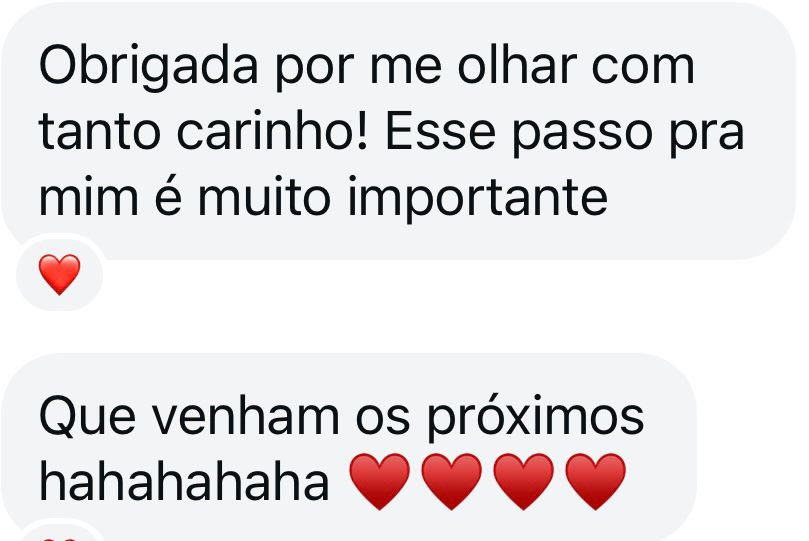 Obrigada por me olhar com
tanto carinho! Esse passo pra
mim é muito importante
❤️
Que venham os próximos
hahahahaha ♥️♥️♥️♥️